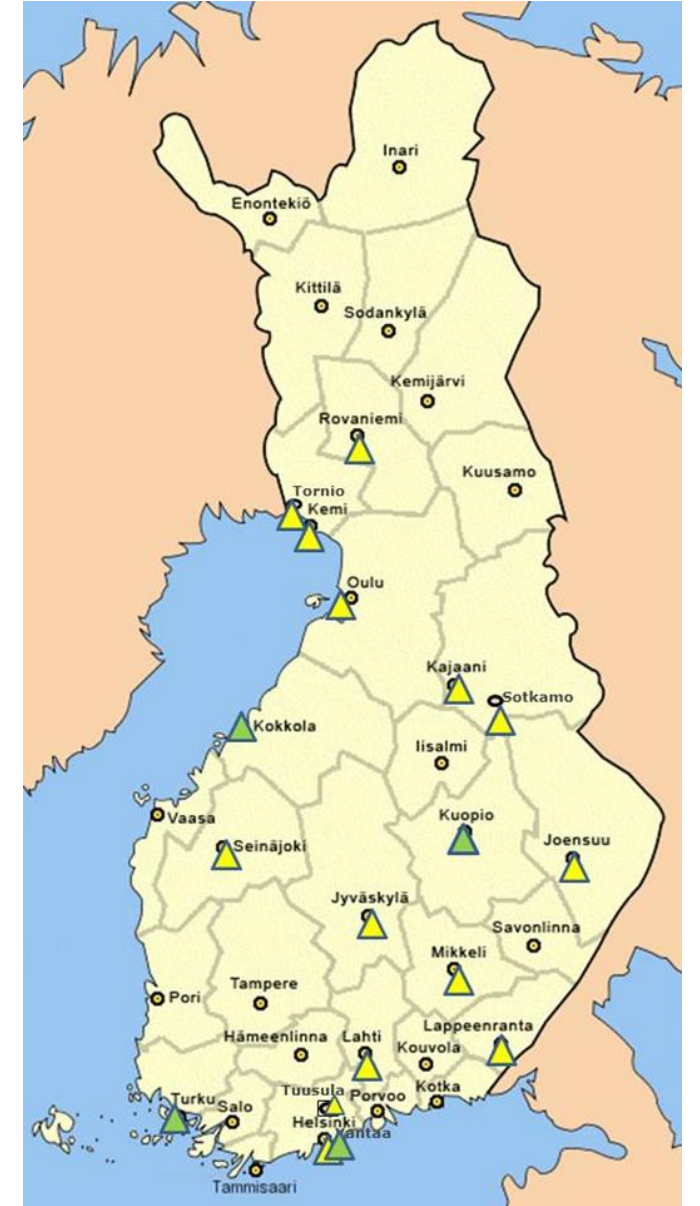 Inari
Enontekiö
Kittilä
Sodankylä
Kemijärvi
Rovaniemi
Kuusamo
Tornio
Kemi
Oulu
Kajaani
Sotkamo
Kokkola
Iisalmi
Kuopio
Vaasa
Seinäjoki
Joensuu
Jyväskylä
Savonlinna
Mikkeli
Tampere
Pori
Lappeenranta
Hämeenlinna
Lahti
Kouvola
Tuusula
Kotka
Turku
Salo
Porvoo
Helsinki
antaa
Tammisaari